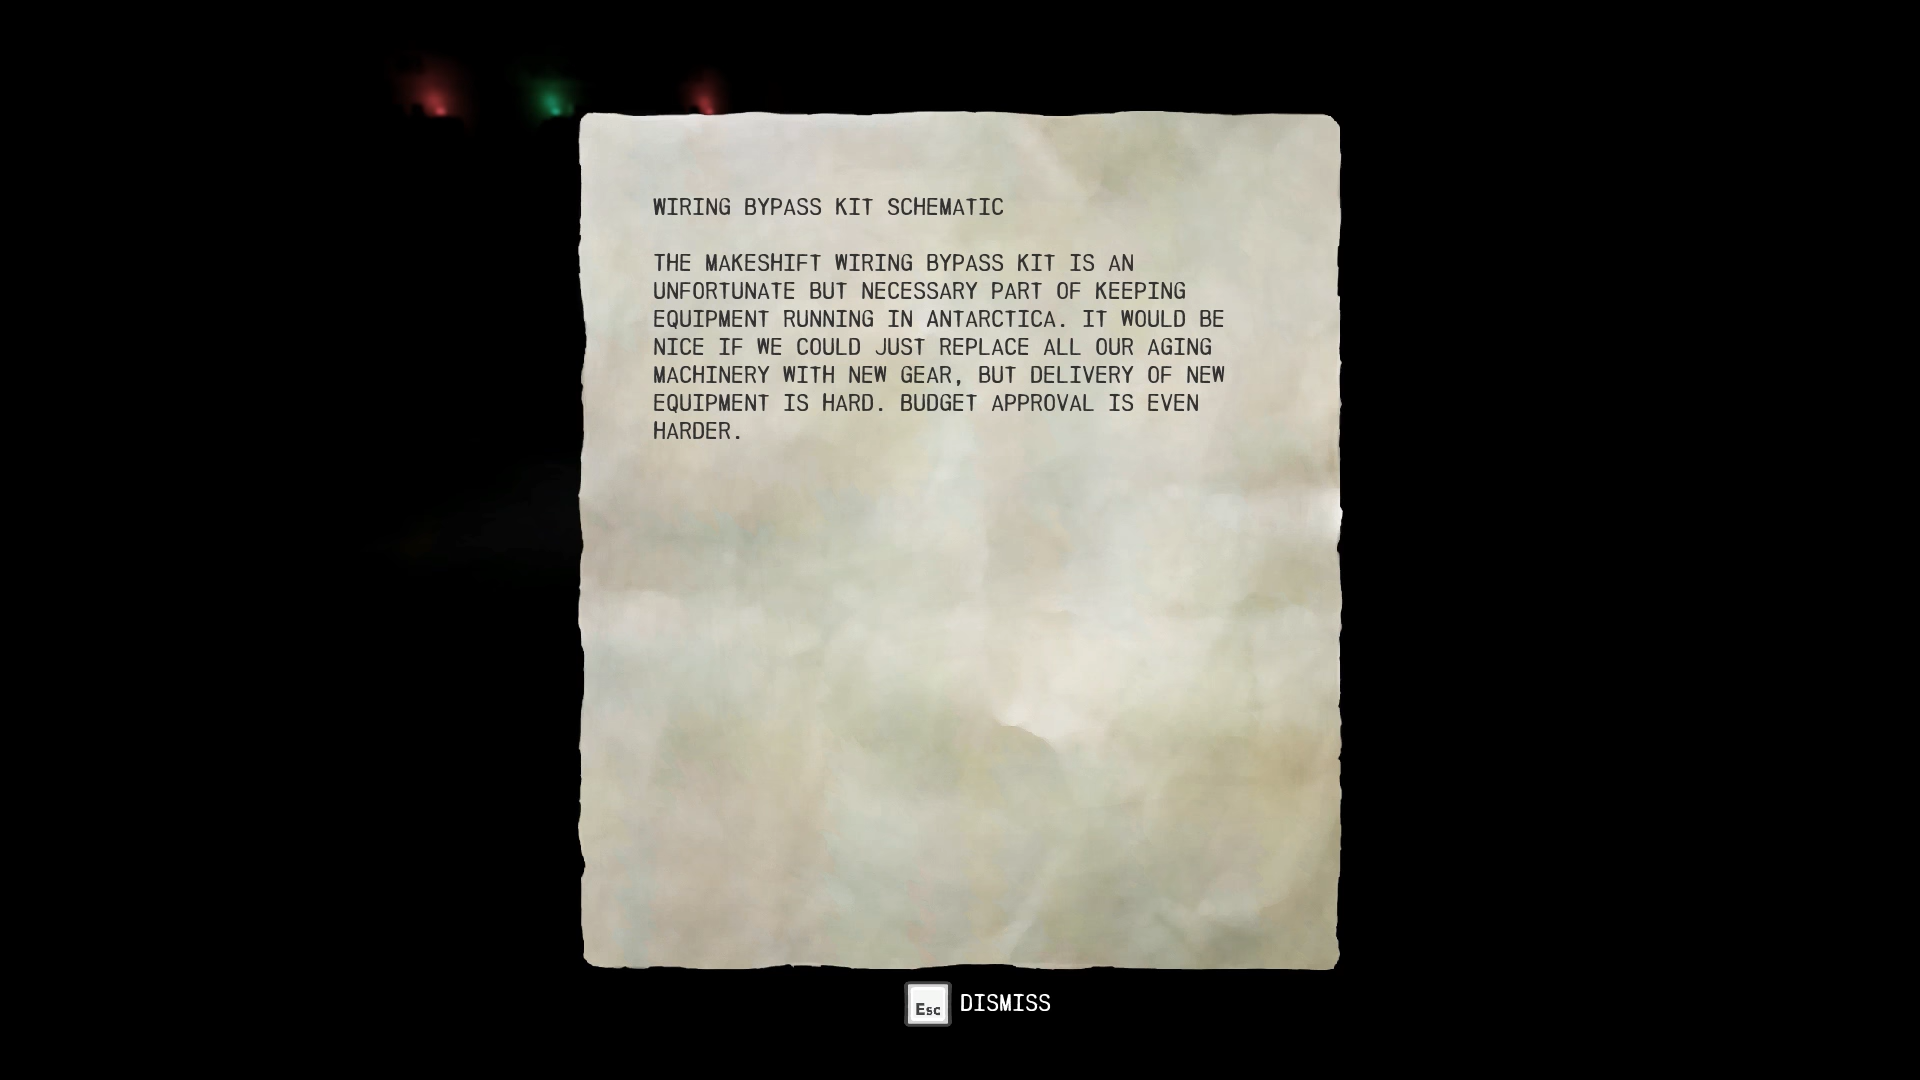 WIRING BYPASS KIT SCHEMATIC
THE MAKESHIFT WIRING BYPASS KIT IS AN
UNFORTUNATE BUT NECESSARY PART OF KEEPING
EQUIPMENT RUNNING IN ANTARCTICA. IT WOULD BE
NICE IF WE COULD JUST REPLACE ALL OUR AGING
MACHINERY WITH NEW GEAR, BUT DELIVERY OF NEW
EQUIPMENT IS HARD. BUDGET APPROVAL IS EVEN
HARDER.
Esc DISMISS